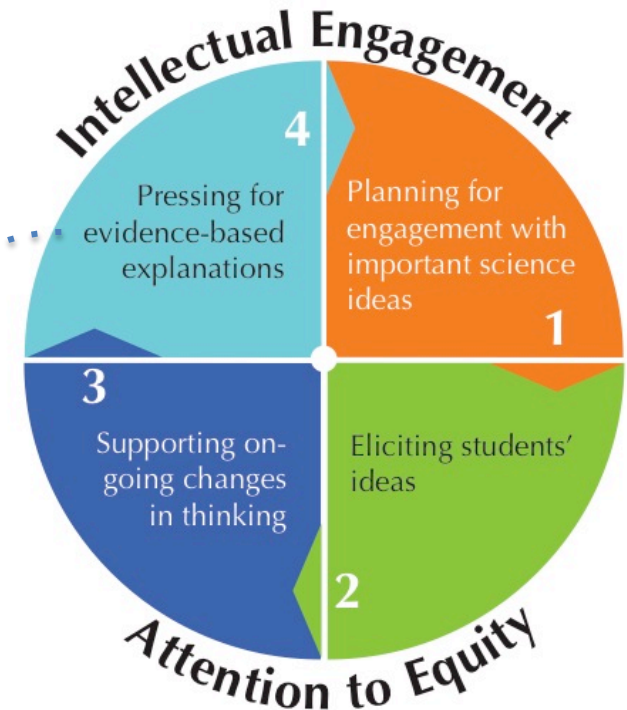 Intellectual Engagement
4
Pressing for
evidence-based
explanations
Planning for
engagement with
important science
ideas
1
3
Supporting on-
going changes
in thinking
Eliciting students’
ideas
2
Attention to Equity